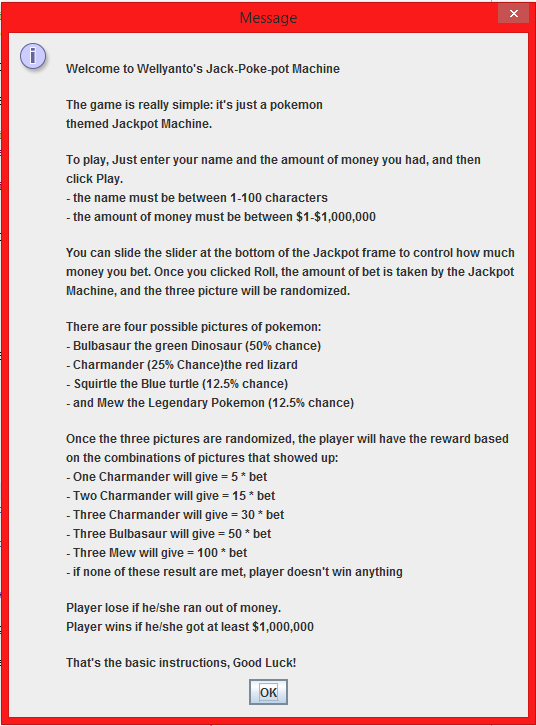 Message
Welcome to Wellyanto's Jack-Poke-pot Machine
The game is really simple: it's just a pokemon
themed Jackpot Machine.
To play, Just enter your name and the amount of money you had, and then
click Play.
- the name must be between 1-100 characters
- the amount of money must be between $1-$1,000,000
You can slide the slider at the bottom of the Jackpot frame to control how much
money you bet. Once you clicked Roll, the amount of bet is taken by the Jackpot
Machine, and the three picture will be randomized.
There are four possible pictures of pokemon:
- Bulbasaur the green Dinosaur (50% chance)
- Charmander (25% Chance)the red lizard
- Squirtle the Blue turtle (12.5% chance)
- and Mew the Legendary Pokemon (12.5% chance)
Once the three pictures are randomized, the player will have the reward based
on the combinations of pictures that showed up:
- One Charmander will give = 5 * bet
- Two Charmander will give = 15 * bet
- Three Charmander will give = 30 * bet
- Three Bulbasaur will give = 50 * bet
- Three Mew will give = 100 * bet
- if none of these result are met, player doesn't win anything
Player lose if he/she ran out of money.
Player wins if he/she got at least $1,000,000
That's the basic instructions, Good Luck!
OK